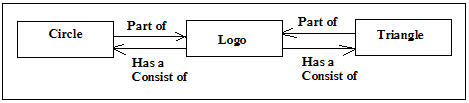 Circle
Part of
Has a
Consist of
Logo
Part of
Has a
Consist of
Triangle